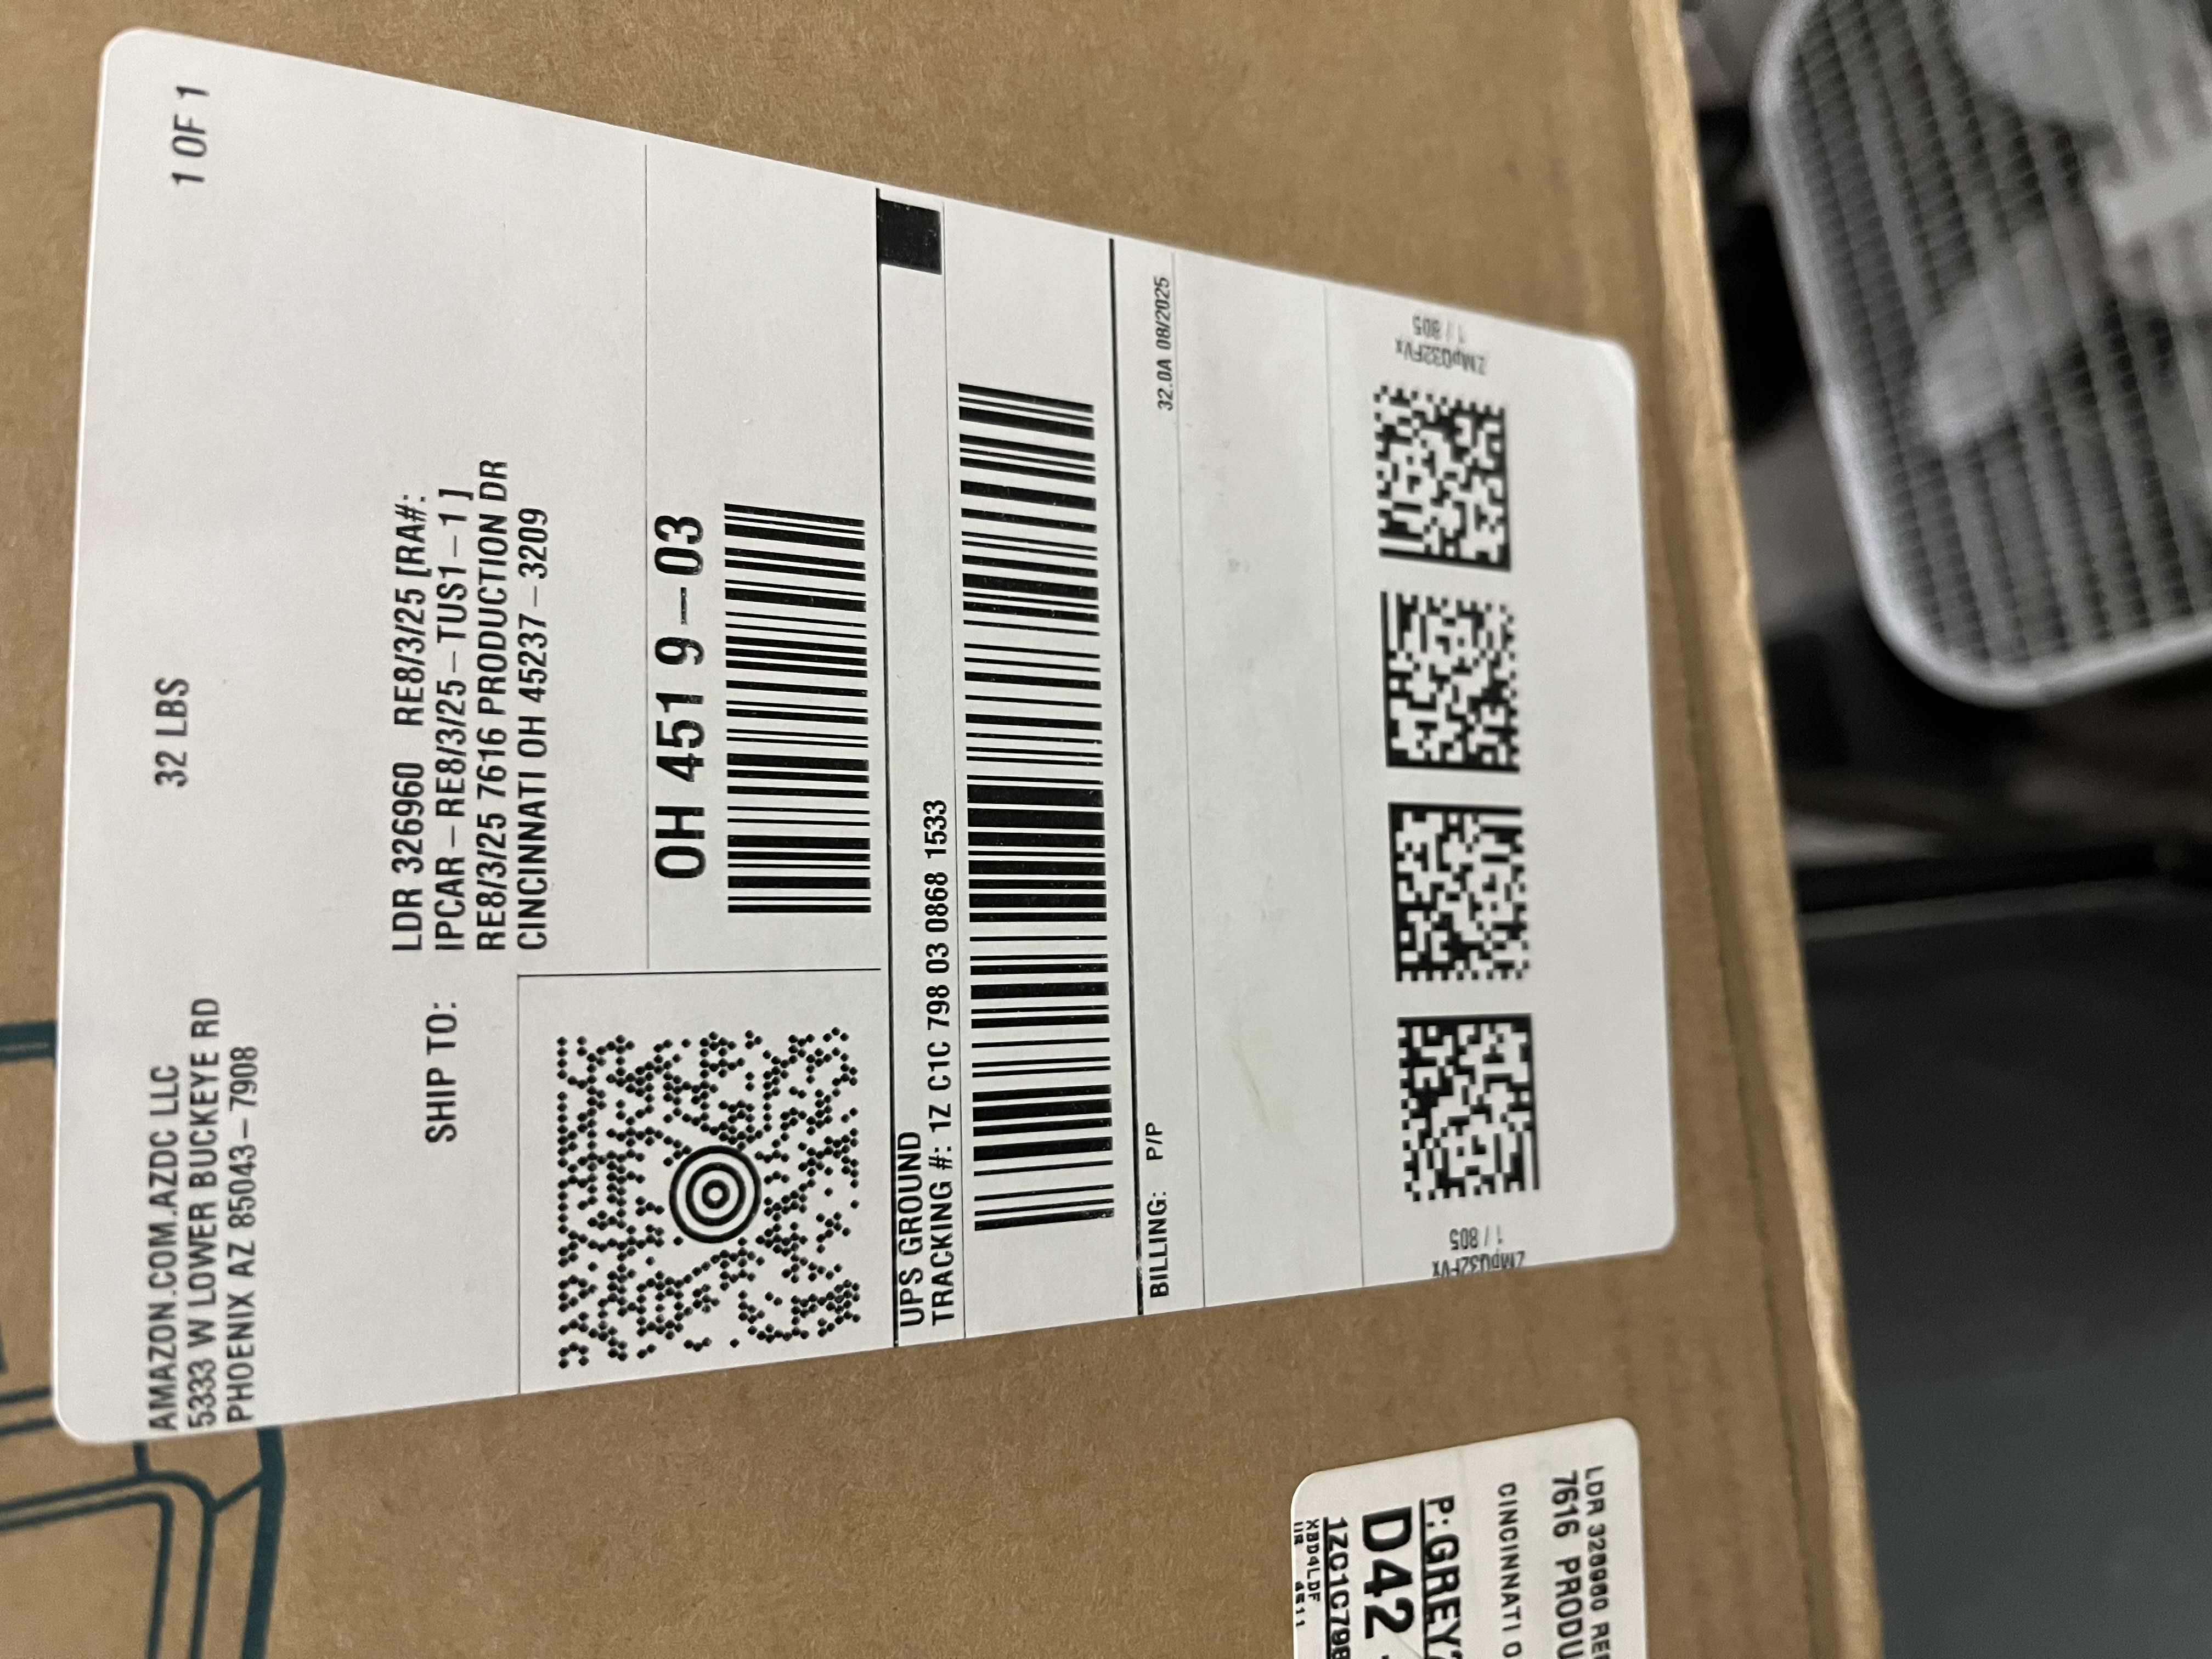 AMAZON.COM.AZDC LLC
5333 W LOWER BUCKEYE RD
PHOENIX AZ 85043-7908
32 LBS
1 OF 1
SHIP TO:
LDR 326960 RE8/3/25 [RA#:
IPCAR-RE8/3/25-TUS1-1]
RE8/3/25 7616 PRODUCTION DR
CINCINNATI OH 45237-3209
OH 451 9-03
UPS GROUND
TRACKING #: 1Z C1C 798 03 0868 1533
BILLING: P/P
32.0A 08/2025
ZMpQ32FVx
1 / 805
ZMpQ32FVx
1 / 805
LDR 326960
7616 PRODU
CINCINNATI O
P:GREY
D42
1ZC1C798
XBD4LDF